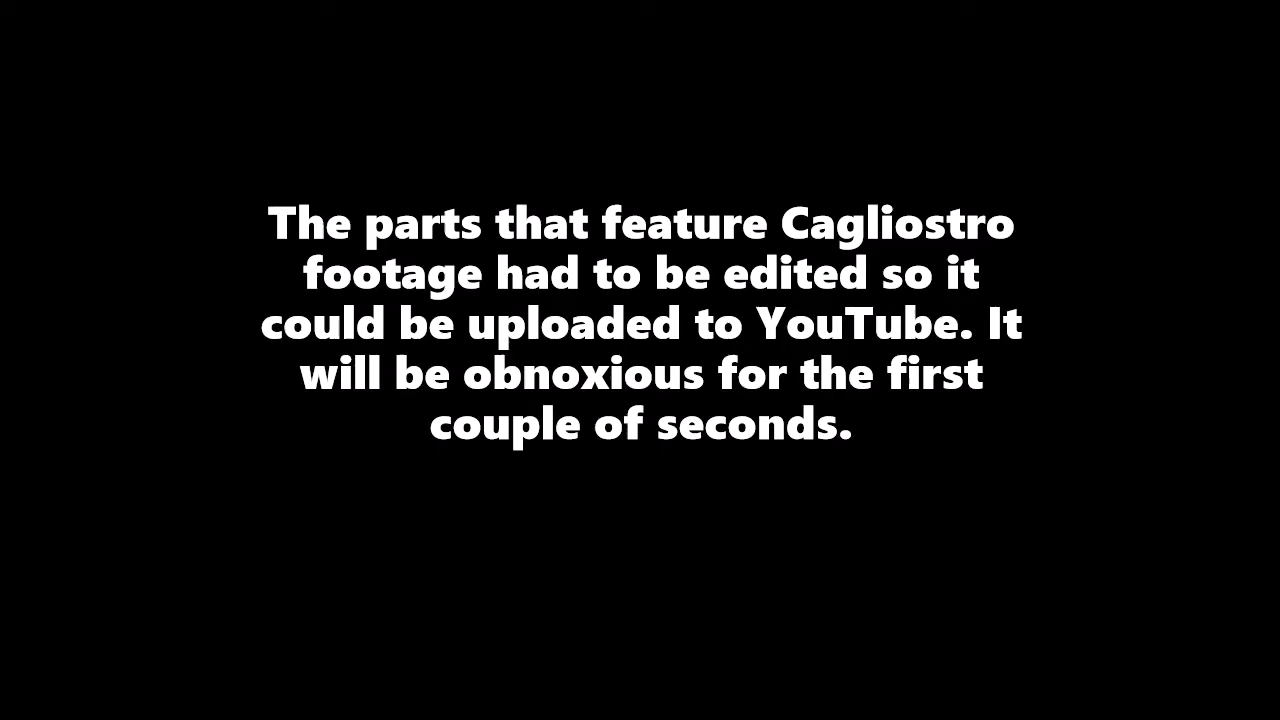 The parts that feature Cagliostro
footage had to be edited so it
could be uploaded to YouTube. It
will be obnoxious for the first
couple of seconds.